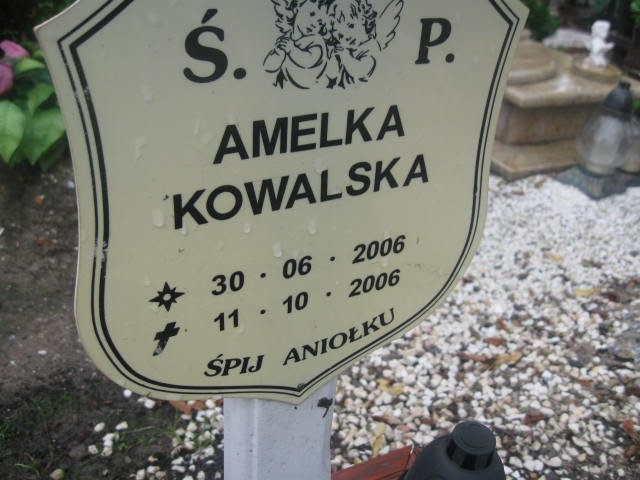 Ś. P.
AMELKA
KOWALSKA
30 · 06 · 2006
11 · 10 · 2006
ŚPIJ ANIOŁKU